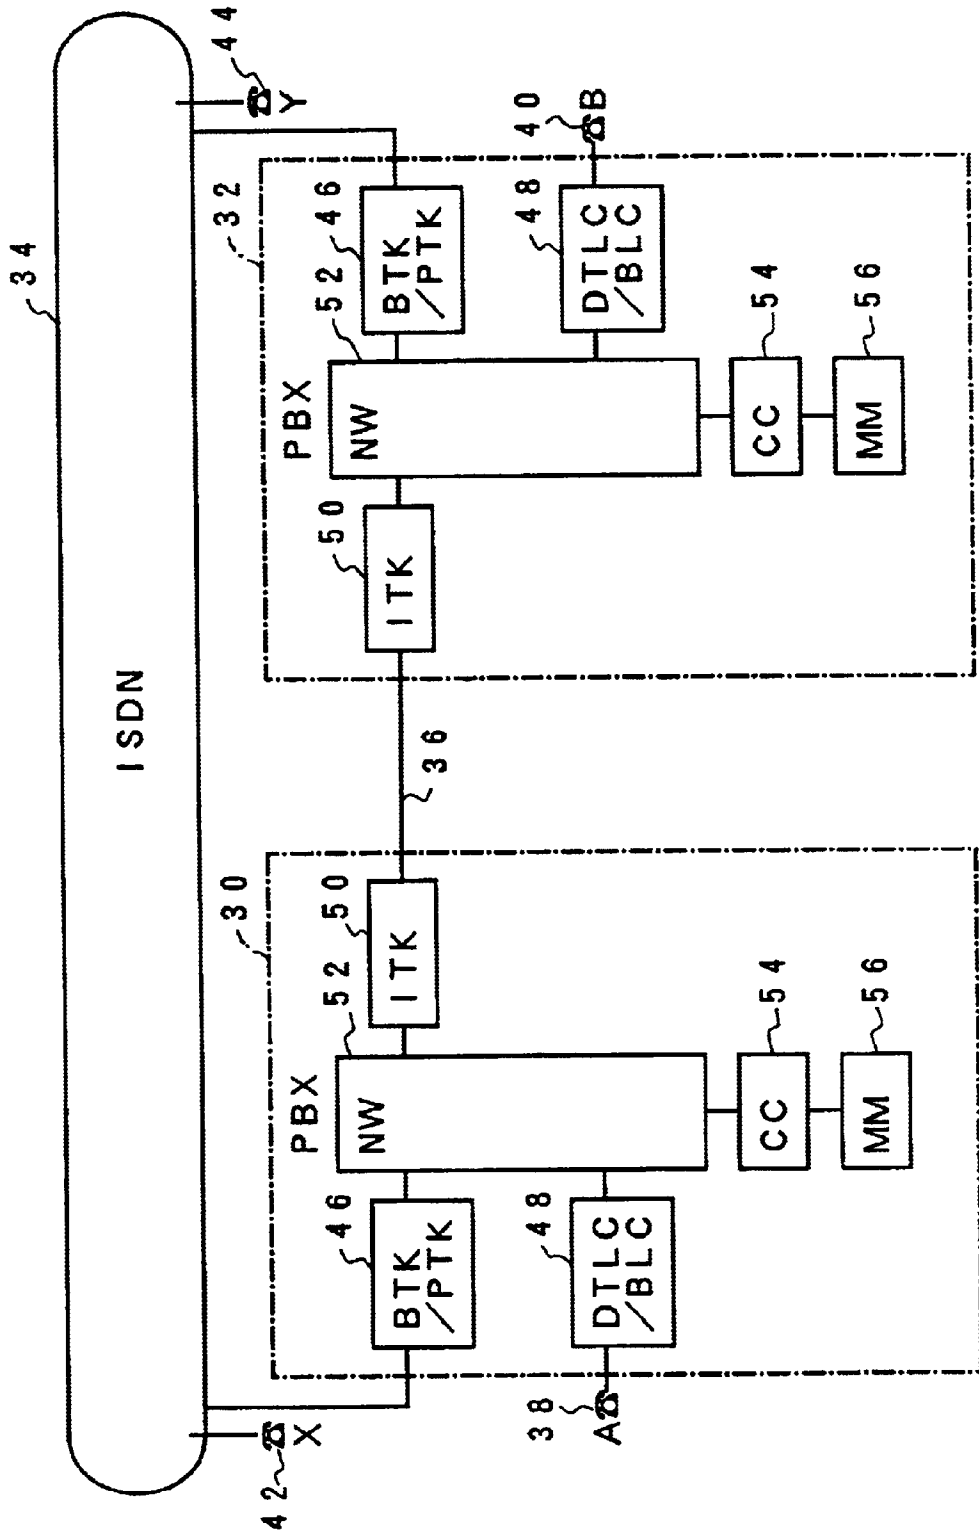 34
ISDN
44
Y
42
X
30
PBX
52
NW
50
ITK
46
BTK
/PTK
48
DTLC
/BLC
38
A
CC
54
MM
56
36
32
PBX
50
ITK
52
NW
46
BTK
/PTK
48
DTLC
/BLC
40
B
CC
54
MM
56